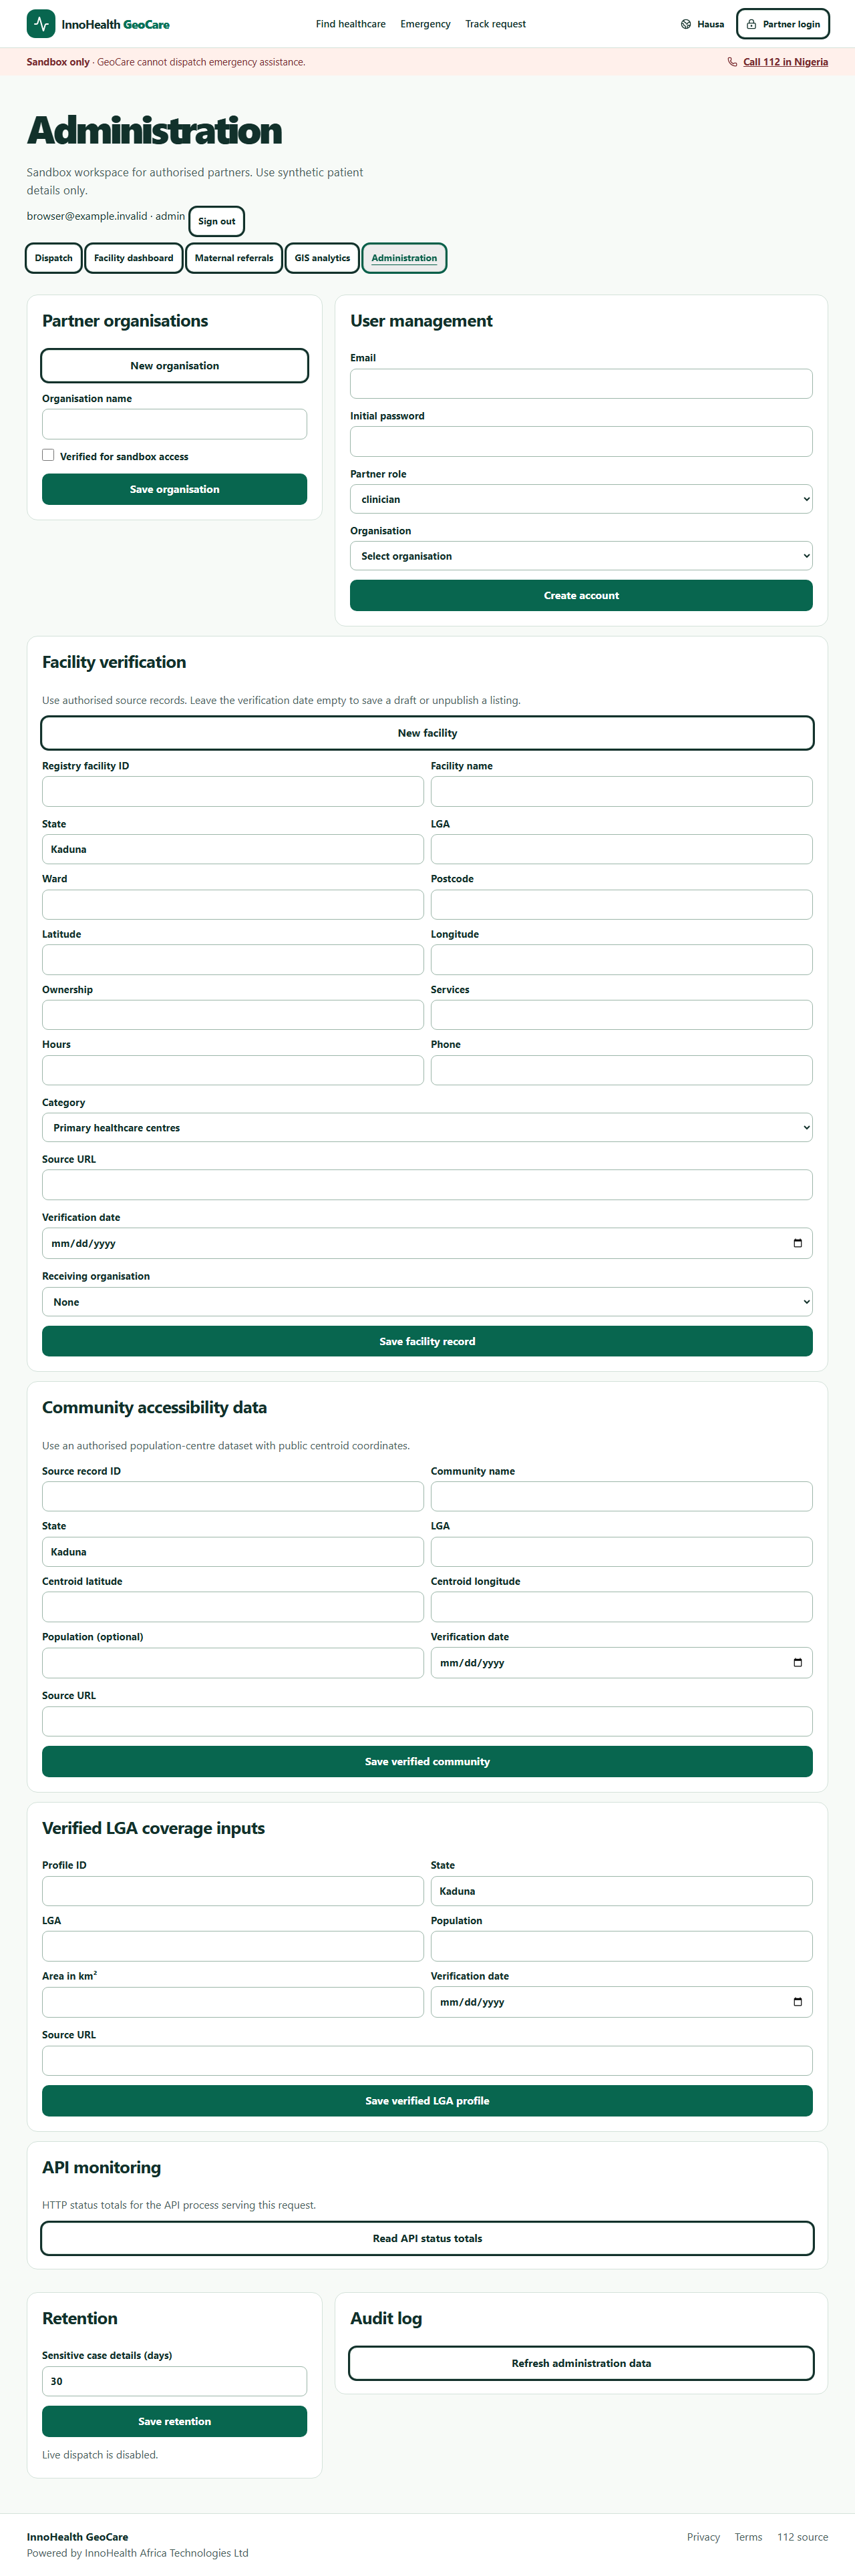 InnoHealth GeoCare
Find healthcare
Emergency
Track request
Hausa
Partner login
Sandbox only · GeoCare cannot dispatch emergency assistance.
Call 112 in Nigeria
Administration
Sandbox workspace for authorised partners. Use synthetic patient
details only.
browser@example.invalid · admin
Sign out
Dispatch
Facility dashboard
Maternal referrals
GIS analytics
Administration
Partner organisations
New organisation
Organisation name
Verified for sandbox access
Save organisation
User management
Email
Initial password
Partner role
clinician
Organisation
Select organisation
Create account
Facility verification
Use authorised source records. Leave the verification date empty to save a draft or unpublish a listing.
New facility
Registry facility ID
Facility name
State
LGA
Kaduna
Ward
Postcode
Latitude
Longitude
Ownership
Services
Hours
Phone
Category
Primary healthcare centres
Source URL
Verification date
mm/dd/yyyy
Receiving organisation
None
Save facility record
Community accessibility data
Use an authorised population-centre dataset with public centroid coordinates.
Source record ID
Community name
State
LGA
Kaduna
Centroid latitude
Centroid longitude
Population (optional)
Verification date
mm/dd/yyyy
Source URL
Save verified community
Verified LGA coverage inputs
Profile ID
State
Kaduna
LGA
Population
Area in km²
Verification date
mm/dd/yyyy
Source URL
Save verified LGA profile
API monitoring
HTTP status totals for the API process serving this request.
Read API status totals
Retention
Sensitive case details (days)
30
Save retention
Live dispatch is disabled.
Audit log
Refresh administration data
InnoHealth GeoCare
Powered by InnoHealth Africa Technologies Ltd
Privacy
Terms
112 source